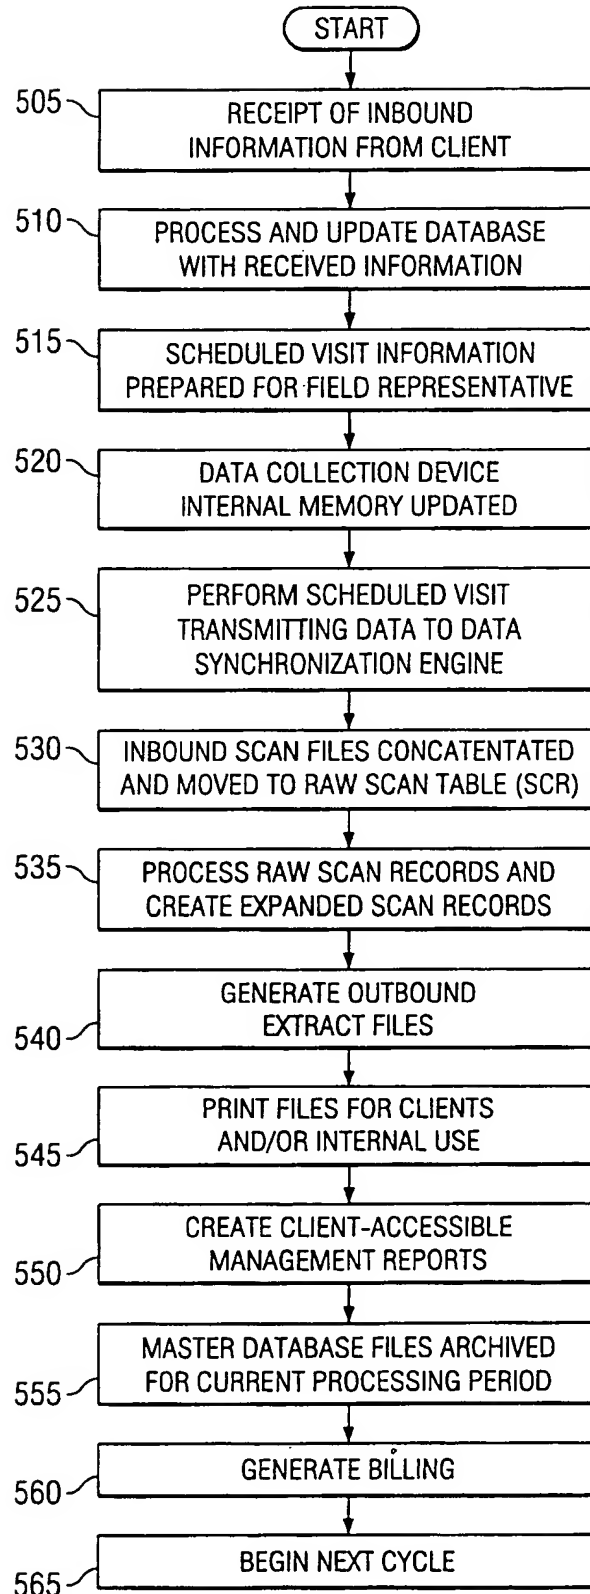 START
505
RECEIPT OF INBOUND
INFORMATION FROM CLIENT
510
PROCESS AND UPDATE DATABASE
WITH RECEIVED INFORMATION
515
SCHEDULED VISIT INFORMATION
PREPARED FOR FIELD REPRESENTATIVE
520
DATA COLLECTION DEVICE
INTERNAL MEMORY UPDATED
525
PERFORM SCHEDULED VISIT
TRANSMITTING DATA TO DATA
SYNCHRONIZATION ENGINE
530
INBOUND SCAN FILES CONCATENTATED
AND MOVED TO RAW SCAN TABLE (SCR)
535
PROCESS RAW SCAN RECORDS AND
CREATE EXPANDED SCAN RECORDS
GENERATE OUTBOUND
EXTRACT FILES
540
PRINT FILES FOR CLIENTS
AND/OR INTERNAL USE
545
CREATE CLIENT-ACCESSIBLE
MANAGEMENT REPORTS
550
MASTER DATABASE FILES ARCHIVED
FOR CURRENT PROCESSING PERIOD
555
GENERATE BILLING
560
BEGIN NEXT CYCLE
565